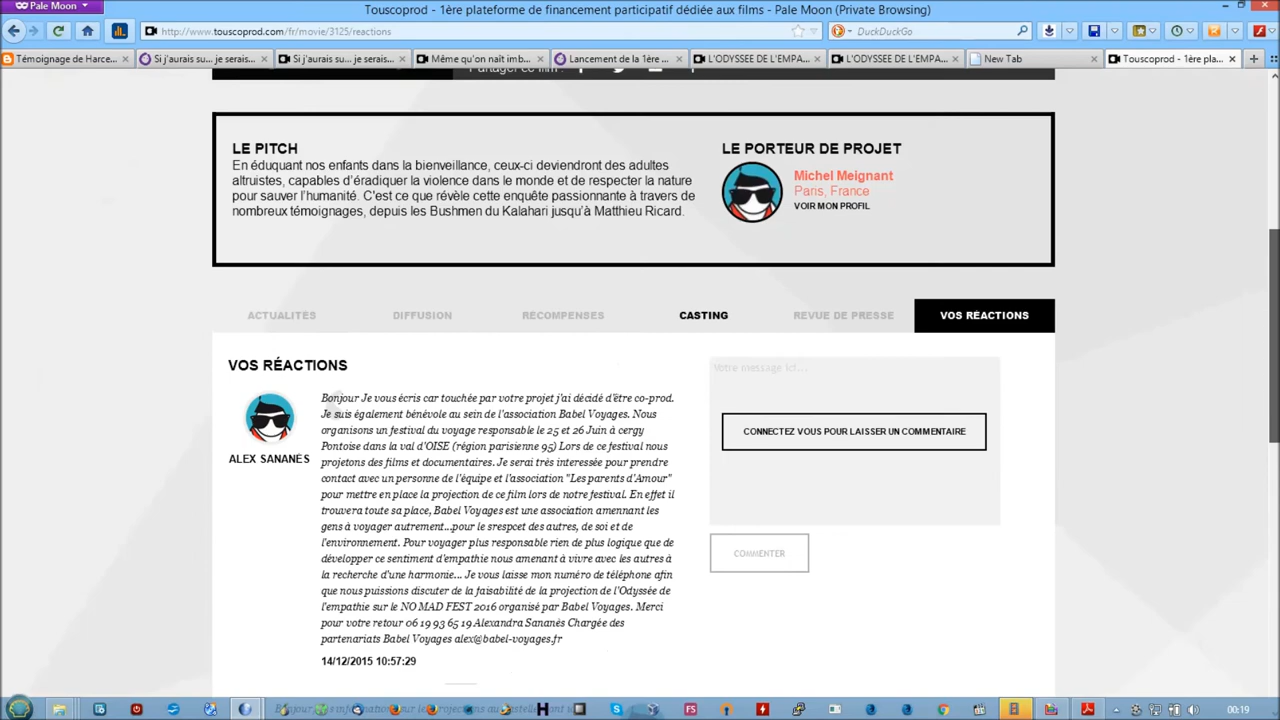 Pale Moon
Touscoprod - 1ère plateforme de financement participatif dédiée aux films - Pale Moon (Private Browsing)
http://www.touscoprod.com/fr/movie/3125/reactions
DuckDuckGo
Témoignage de Harce...
Si j'aurais su... je serais...
Si j'aurais su... je serais...
Même qu'on naît imb...
Lancement de la 1ère ...
L'ODYSSEE DE L'EMPA...
L'ODYSSEE DE L'EMPA...
New Tab
Touscoprod - 1ère pla...
Partager ce film :
LE PITCH
En éduquant nos enfants dans la bienveillance, ceux-ci deviendront des adultes
altruistes, capables d'éradiquer la violence dans le monde et de respecter la nature
pour sauver l'humanité. C'est ce que révèle cette enquête passionnante à travers de
nombreux témoignages, depuis les Bushmen du Kalahari jusqu'à Matthieu Ricard.
LE PORTEUR DE PROJET
Michel Meignant
Paris, France
VOIR MON PROFIL
ACTUALITÉS
DIFFUSION
RÉCOMPENSES
CASTING
REVUE DE PRESSE
VOS RÉACTIONS
VOS RÉACTIONS
ALEX SANANÈS
Bonjour Je vous écris car touchée par votre projet j'ai décidé d'être co-prod.
Je suis également bénévole au sein de l'association Babel Voyages. Nous
organisons un festival du voyage responsable le 25 et 26 Juin à cergy
Pontoise dans la val d'OISE (région parisienne 95) Lors de ce festival nous
projetons des films et documentaires. Je serai très interessée pour prendre
contact avec un personne de l'équipe et l'association "Les parents d'Amour"
pour mettre en place la projection de ce film lors de notre festival. En effet il
trouvera toute sa place, Babel Voyages est une association amennant les
gens à voyager autrement...pour le srespcet des autres, de soi et de
l'environnement. Pour voyager plus responsable rien de plus logique que de
développer ce sentiment d'empathie nous amenant à vivre avec les autres à
la recherche d'une harmonie... Je vous laisse mon numéro de téléphone afin
que nous puissions discuter de la faisabilité de la projection de l'Odyssée de
l'empathie sur le NO MAD FEST 2016 organisé par Babel Voyages. Merci
pour votre retour 06 19 93 65 19 Alexandra Sananès Chargée des
partenariats Babel Voyages alex@babel-voyages.fr
14/12/2015 10:57:29
Votre message ici...
CONNECTEZ VOUS POUR LAISSER UN COMMENTAIRE
COMMENTER
00:19